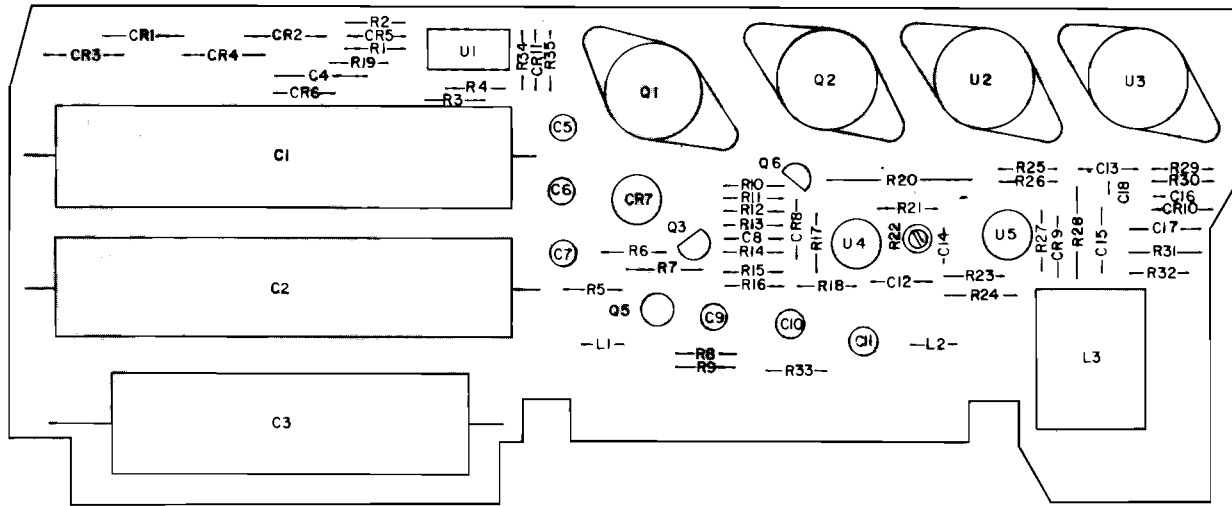 R2
CR1
CR2
CR5
R1
CR3
CR4
R19
U1
R34
CR11
R35
C4
CR6
R4
R3
Q1
Q2
U2
U3
C1
C5
C6
CR7
Q6
R10
R11
R12
R13
C8
R14
R15
R16
CR8
R17
R20
R21
R22
U4
C14
U5
R25
R26
C13
C18
R29
R30
C16
CR10
C17
R27
CR9
R28
C15
R31
R32
C7
R6
Q3
R7
R5
R18
C12
R23
R24
C2
Q5
C9
C10
C11
L1
L2
R8
R9
R33
L3
C3